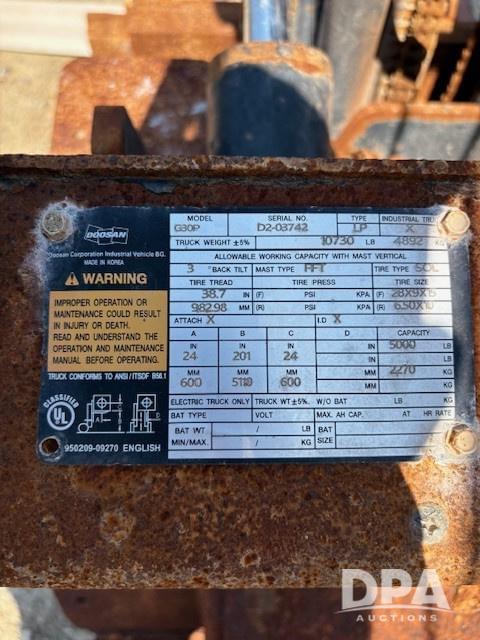 DOOSAN
Doosan Corporation Industrial Vehicle BG.
MADE IN KOREA
WARNING
IMPROPER OPERATION OR
MAINTENANCE COULD RESULT
IN INJURY OR DEATH.
READ AND UNDERSTAND THE
OPERATION AND MAINTENANCE
MANUAL BEFORE OPERATING.
TRUCK CONFORMS TO ANSI/ITSDF B56.1
CLASSIFIED
UL
A B C D E
950209-09270 ENGLISH
MODEL SERIAL NO. TYPE INDUSTRIAL TRUCK
G30P D2-03742 LP X
TRUCK WEIGHT ±5% 10730 LB 4892 KG
ALLOWABLE WORKING CAPACITY WITH MAST VERTICAL
3 ° BACK TILT MAST TYPE FFT TIRE TYPE SOL
TIRE TREAD TIRE PRESS TIRE SIZE
38.7 IN (F) PSI KPA (F) 28X9X15
982.98 MM (R) PSI KPA (R) 6.50X10
ATTACH X I.D X
A B C CAPACITY
IN IN IN IN 5000 LB
24 201 24
MM MM MM MM 2270 KG
600 5110 600
ELECTRIC TRUCK ONLY TRUCK WT ±5%. W/O BAT LB KG
BAT TYPE VOLT MAX. AH CAP. AT HR RATE
BAT WT. / LB BAT
MIN/MAX. / KG SIZE
DPA
AUCTIONS